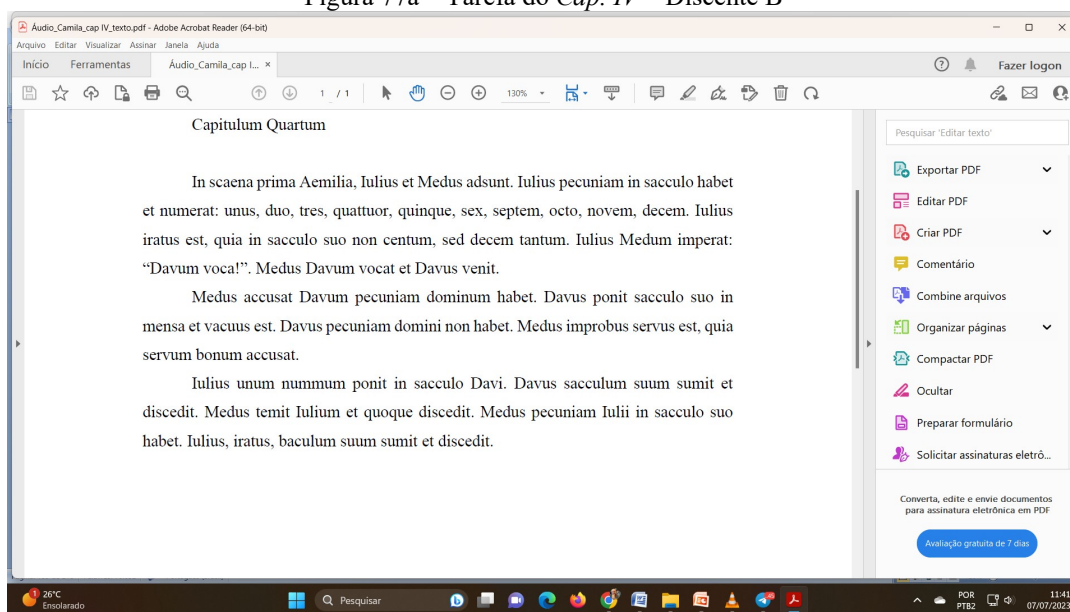 Figura 77a – Tarefa do Cap. IV – Discente B
Áudio_Camila_cap IV_texto.pdf - Adobe Acrobat Reader (64-bit)
Arquivo Editar Visualizar Assinar Janela Ajuda
Início Ferramentas Áudio_Camila_cap I... × Fazer logon
1 / 1 130%
Capitulum Quartum
In scaena prima Aemilia, Iulius et Medus adsunt. Iulius pecuniam in sacculo habet
et numerat: unus, duo, tres, quattuor, quinque, sex, septem, octo, novem, decem. Iulius
iratus est, quia in sacculo suo non centum, sed decem tantum. Iulius Medum imperat:
“Davum voca!”. Medus Davum vocat et Davus venit.
Medus accusat Davum pecuniam dominum habet. Davus ponit sacculo suo in
mensa et vacuus est. Davus pecuniam domini non habet. Medus improbus servus est, quia
servum bonum accusat.
Iulius unum nummum ponit in sacculo Davi. Davus sacculum suum sumit et
discedit. Medus temit Iulium et quoque discedit. Medus pecuniam Iulii in sacculo suo
habet. Iulius, iratus, baculum suum sumit et discedit.
Pesquisar 'Editar texto'
Exportar PDF
Editar PDF
Criar PDF
Comentário
Combine arquivos
Organizar páginas
Compactar PDF
Ocultar
Preparar formulário
Solicitar assinaturas eletrô...
Converta, edite e envie documentos
para assinatura eletrônica em PDF
Avaliação gratuita de 7 dias
26°C
Ensolarado
Pesquisar
POR
PTB2
11:41
07/07/2023